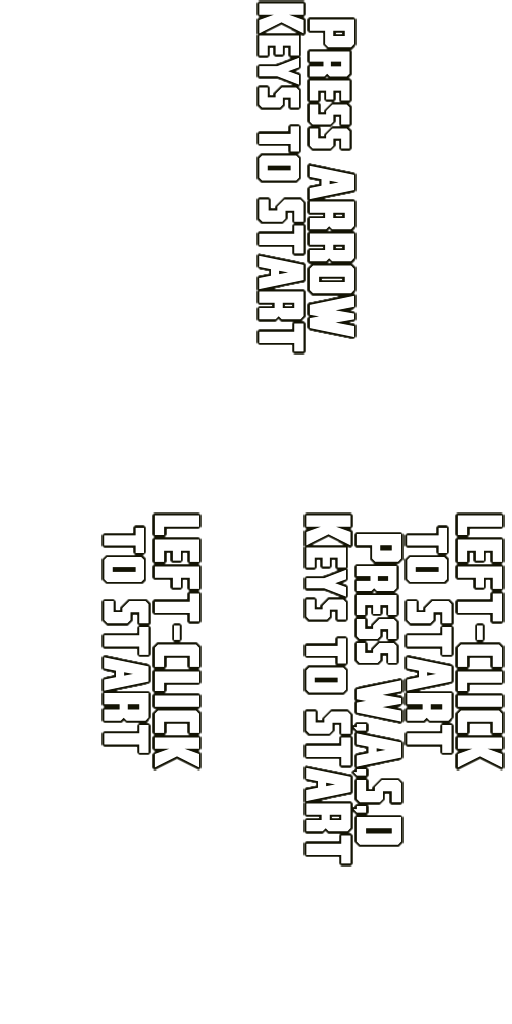 PRESS ARROW
KEYS TO START
LEFT-CLICK
TO START
PRESS W,A,S,D
KEYS TO START
LEFT-CLICK
TO START